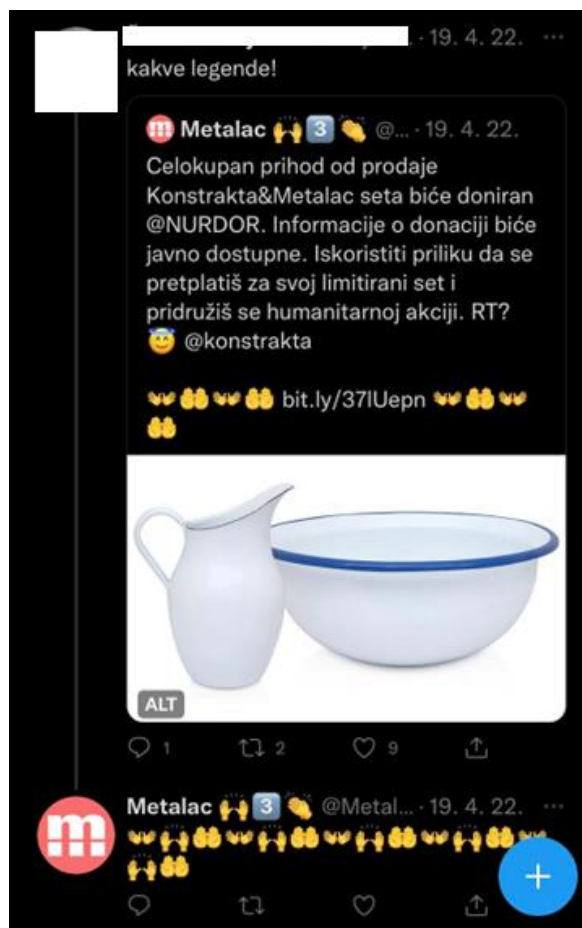 . · 19. 4. 22. ···
kakve legende!
Metalac 🙌 3️⃣ 👏 @... · 19. 4. 22.
Celokupan prihod od prodaje
Konstrakta&Metalac seta biće doniran
@NURDOR. Informacije o donaciji biće
javno dostupne. Iskoristiti priliku da se
pretplatiš za svoj limitirani set i
pridružiš se humanitarnoj akciji. RT?
😇 @konstrakta
👐🤲👐🤲 bit.ly/37lUepn 👐🤲👐
🤲
ALT
1 2 9
m Metalac 🙌 3️⃣ 👏 @Metal... · 19. 4. 22. ···
👐🙌🤲👐🙌🤲👐🙌🤲👐🙌🤲👐
🙌🤲